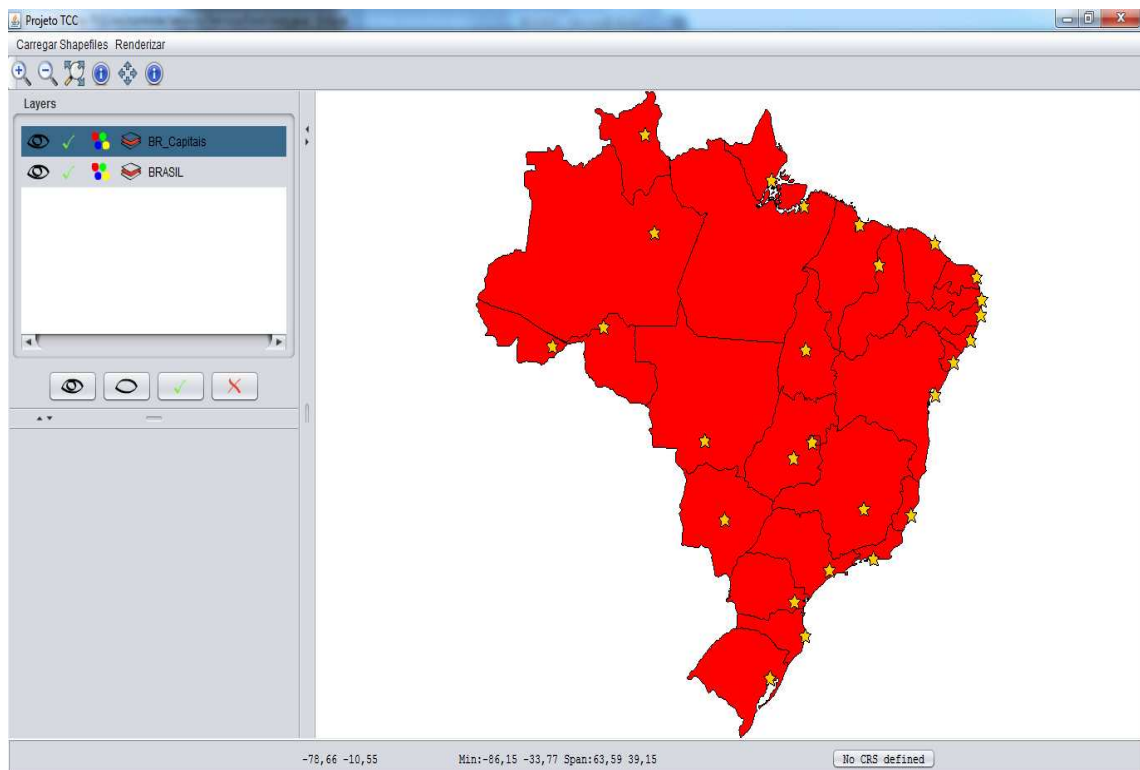 Projeto TCC
Carregar Shapefiles Renderizar
Layers
BR_Capitais
BRASIL
-78,66 -10,55 Min:-86,15 -33,77 Span:63,59 39,15 No CRS defined